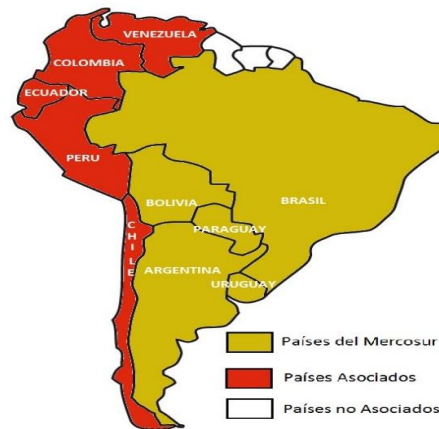 VENEZUELA
COLOMBIA
ECUADOR
PERU
BOLIVIA
BRASIL
PARAGUAY
CHILE
ARGENTINA
URUGUAY
Países del Mercosur
Países Asociados
Países no Asociados